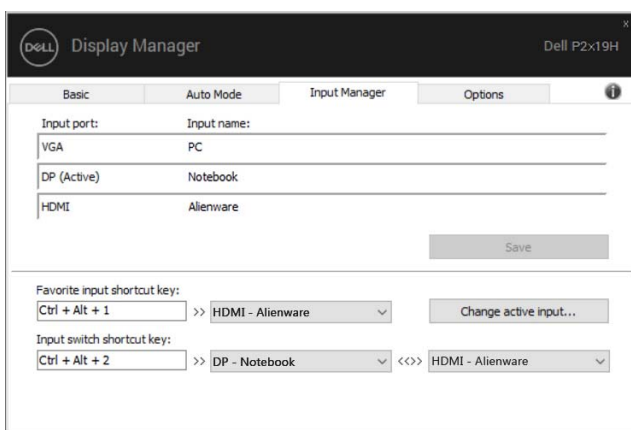 DELL Display Manager Dell P2x19H x
Basic Auto Mode Input Manager Options i
Input port: Input name:
VGA PC
DP (Active) Notebook
HDMI Alienware
Save
Favorite input shortcut key:
Ctrl + Alt + 1 >> HDMI - Alienware Change active input...
Input switch shortcut key:
Ctrl + Alt + 2 >> DP - Notebook <<>> HDMI - Alienware